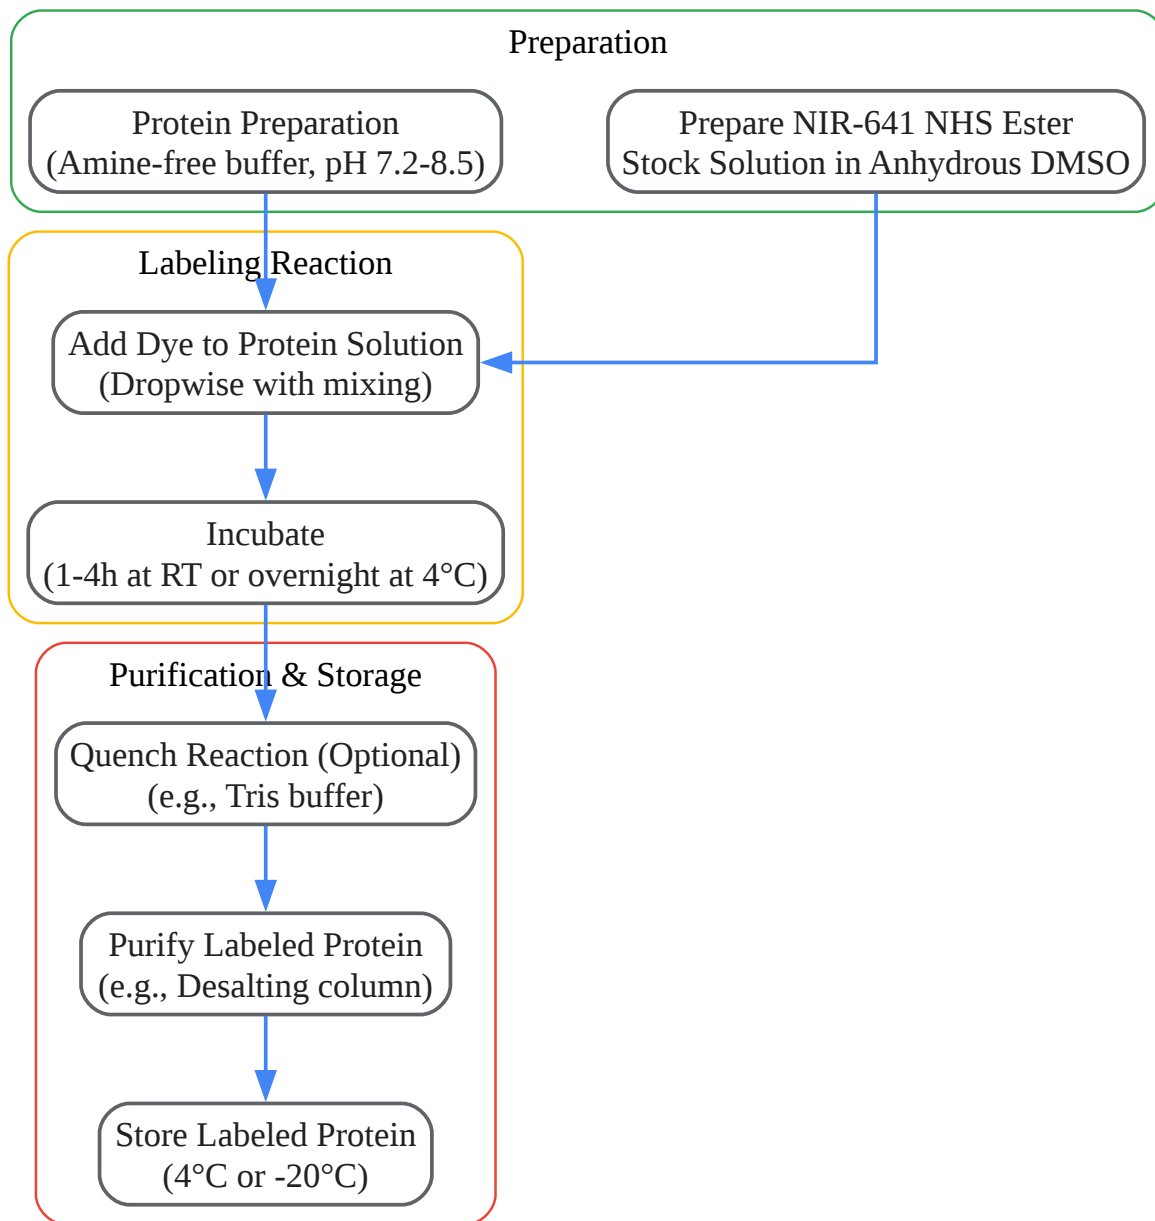 Preparation
Protein Preparation
(Amine-free buffer, pH 7.2-8.5)
Prepare NIR-641 NHS Ester
Stock Solution in Anhydrous DMSO
Labeling Reaction
Add Dye to Protein Solution
(Dropwise with mixing)
Incubate
(1-4h at RT or overnight at 4°C)
Purification & Storage
Quench Reaction (Optional)
(e.g., Tris buffer)
Purify Labeled Protein
(e.g., Desalting column)
Store Labeled Protein
(4°C or -20°C)